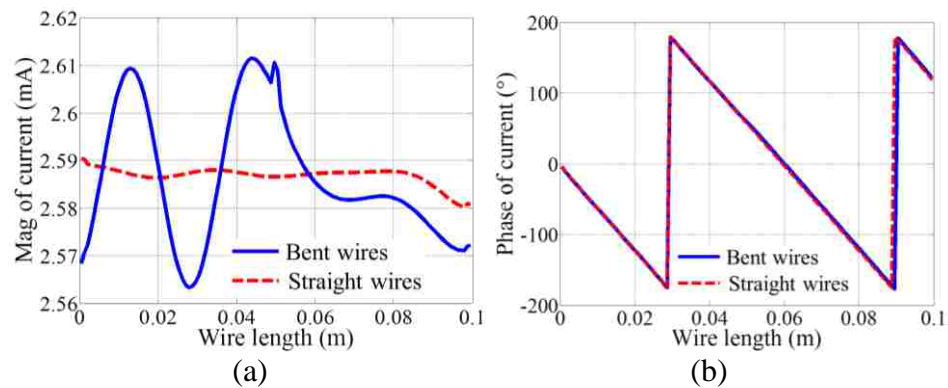 2.62
2.61
2.6
2.59
2.58
2.57
2.56
Mag of current (mA)
Bent wires
Straight wires
0 0.02 0.04 0.06 0.08 0.1
Wire length (m)
(a)
200
100
0
-100
-200
Phase of current (°)
Bent wires
Straight wires
0 0.02 0.04 0.06 0.08 0.1
Wire length (m)
(b)